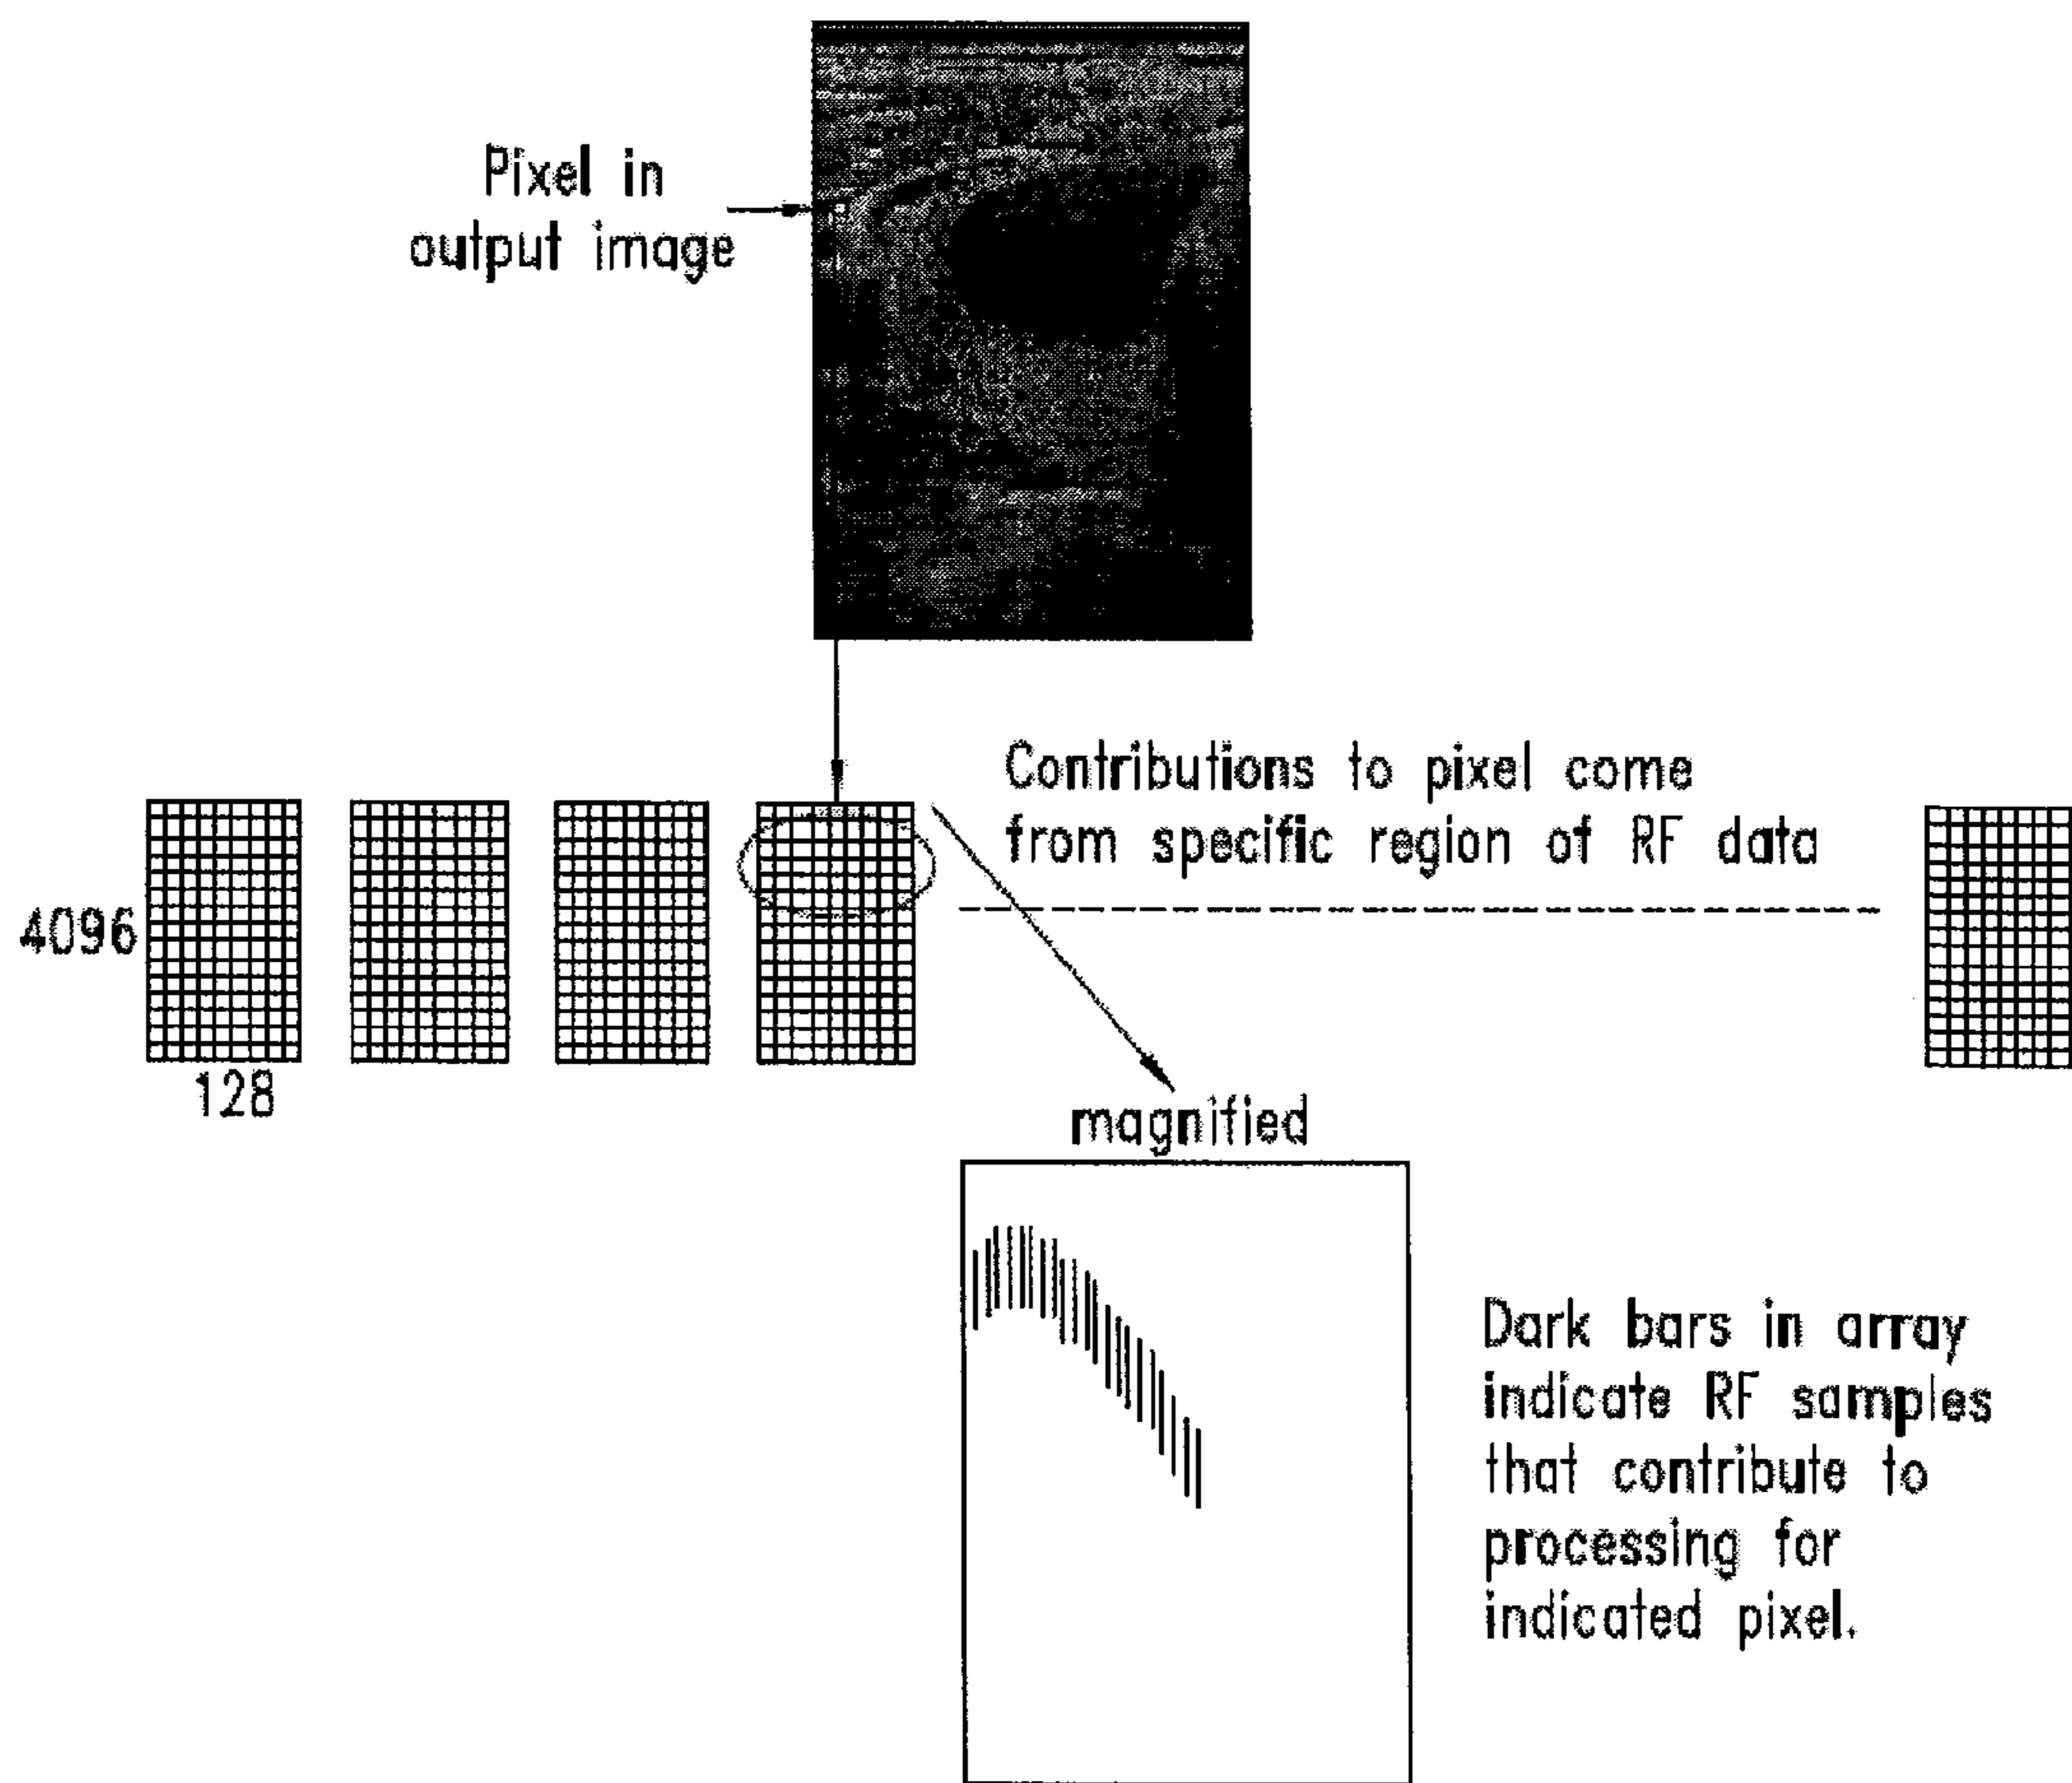 Pixel in
output image
Contributions to pixel come
from specific region of RF data
4096
128
magnified
Dark bars in array
indicate RF samples
that contribute to
processing for
indicated pixel.